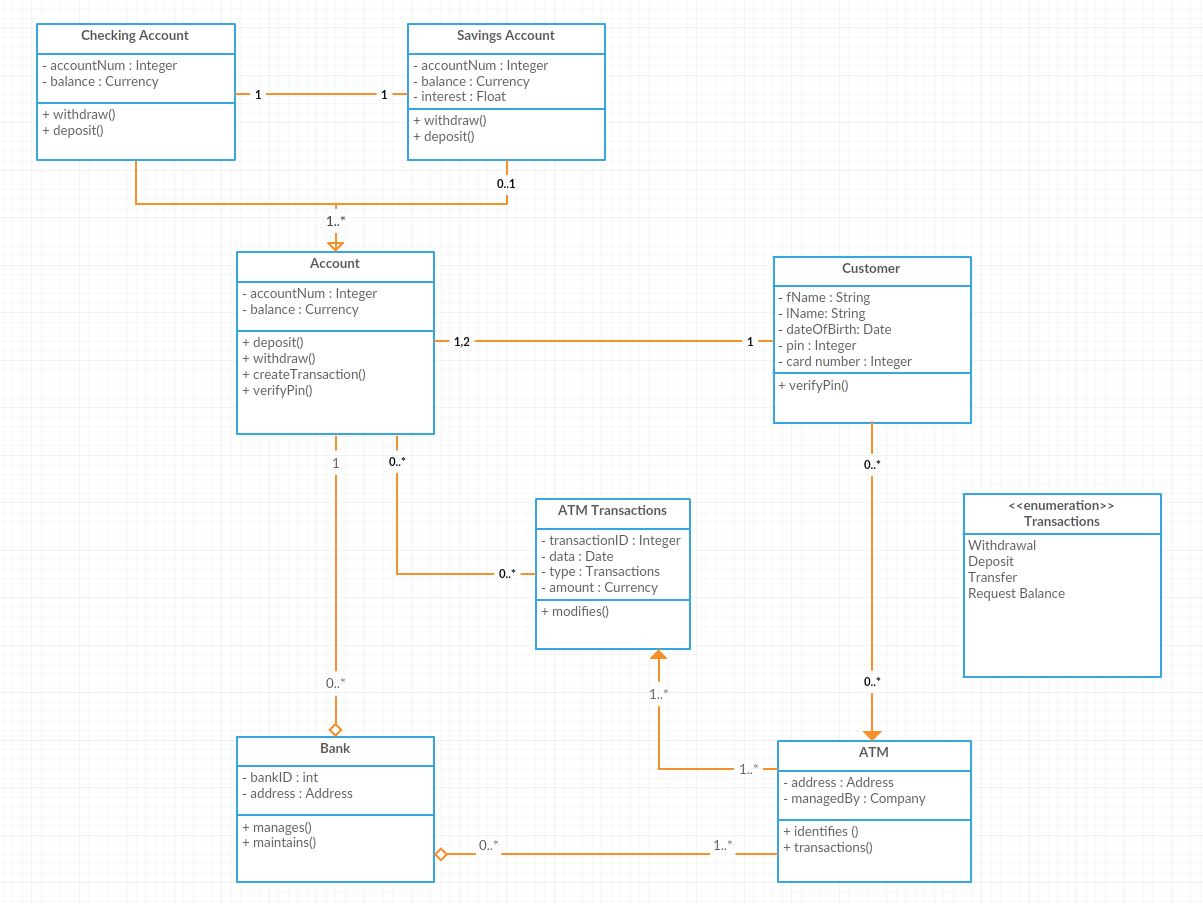 Checking Account
- accountNum : Integer
- balance : Currency
+ withdraw()
+ deposit()
1
1
Savings Account
- accountNum : Integer
- balance : Currency
- interest : Float
+ withdraw()
+ deposit()
0..1
1..*
Account
- accountNum : Integer
- balance : Currency
+ deposit()
+ withdraw()
+ createTransaction()
+ verifyPin()
1,2
1
Customer
- fName : String
- lName: String
- dateOfBirth: Date
- pin : Integer
- card number : Integer
+ verifyPin()
1
0..*
0..*
ATM Transactions
- transactionID : Integer
- data : Date
- type : Transactions
- amount : Currency
+ modifies()
0..*
<<enumeration>>
Transactions
Withdrawal
Deposit
Transfer
Request Balance
0..*
1..*
0..*
1..*
Bank
- bankID : int
- address : Address
+ manages()
+ maintains()
0..*
1..*
ATM
- address : Address
- managedBy : Company
+ identifies ()
+ transactions()